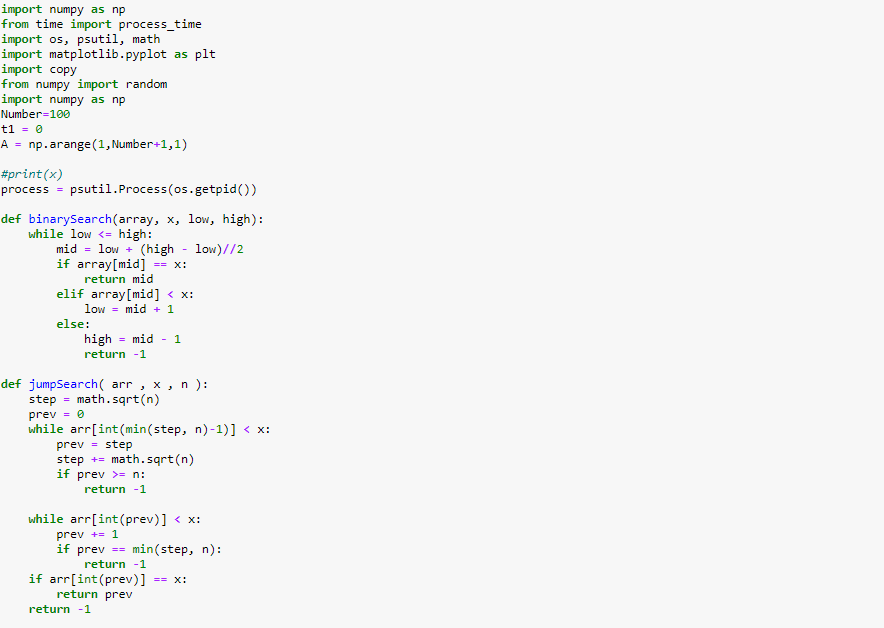 import numpy as np
from time import process_time
import os, psutil, math
import matplotlib.pyplot as plt
import copy
from numpy import random
import numpy as np
Number=100
t1 = 0
A = np.arange(1,Number+1,1)

#print(x)
process = psutil.Process(os.getpid())

def binarySearch(array, x, low, high):
    while low <= high:
        mid = low + (high - low)//2
        if array[mid] == x:
            return mid
        elif array[mid] < x:
            low = mid + 1
        else:
            high = mid - 1
            return -1

def jumpSearch( arr , x , n ):
    step = math.sqrt(n)
    prev = 0
    while arr[int(min(step, n)-1)] < x:
        prev = step
        step += math.sqrt(n)
        if prev >= n:
            return -1

    while arr[int(prev)] < x:
        prev += 1
        if prev == min(step, n):
            return -1
    if arr[int(prev)] == x:
        return prev
    return -1